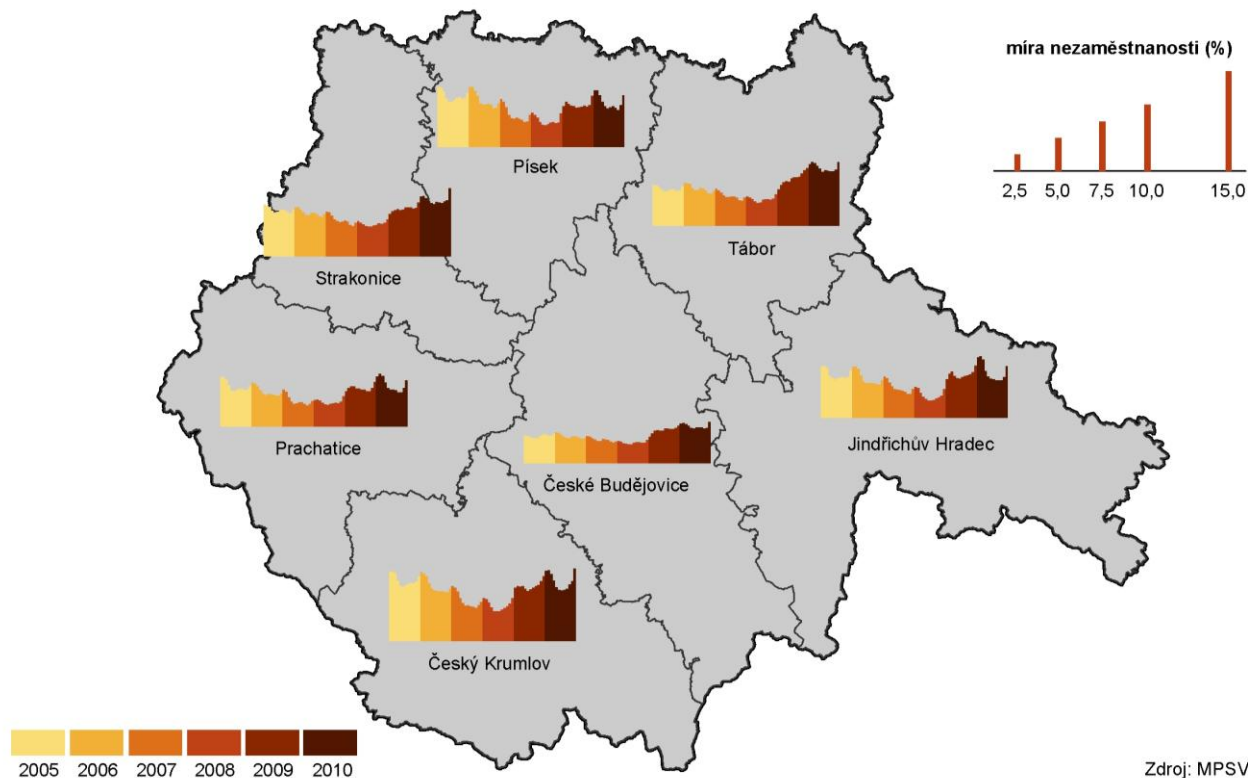 míra nezaměstnanosti (%)
2,5 5,0 7,5 10,0 15,0
Písek
Tábor
Strakonice
Prachatice
Jindřichův Hradec
České Budějovice
Český Krumlov
2005 2006 2007 2008 2009 2010
Zdroj: MPSV